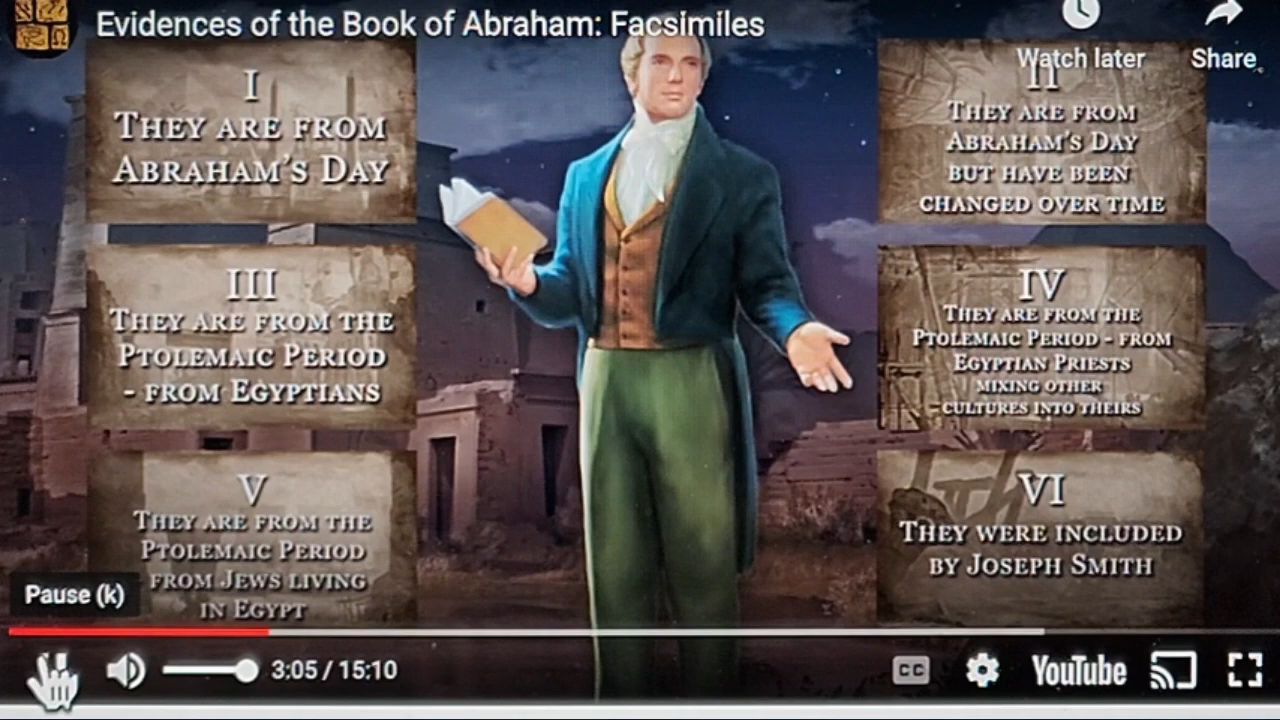 Evidences of the Book of Abraham: Facsimiles
Watch later
Share
I
THEY ARE FROM
ABRAHAM'S DAY
II
THEY ARE FROM
ABRAHAM'S DAY
BUT HAVE BEEN
CHANGED OVER TIME
III
THEY ARE FROM THE
PTOLEMAIC PERIOD
- FROM EGYPTIANS
IV
THEY ARE FROM THE
PTOLEMAIC PERIOD - FROM
EGYPTIAN PRIESTS
MIXING OTHER
CULTURES INTO THEIRS
V
THEY ARE FROM THE
PTOLEMAIC PERIOD
FROM JEWS LIVING
IN EGYPT
VI
THEY WERE INCLUDED
BY JOSEPH SMITH
Pause (k)
3:05 / 15:10
CC
YouTube